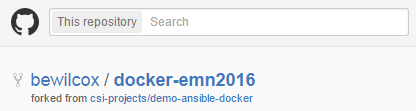 This repository Search
bewilcox / docker-emn2016
forked from csi-projects/demo-ansible-docker